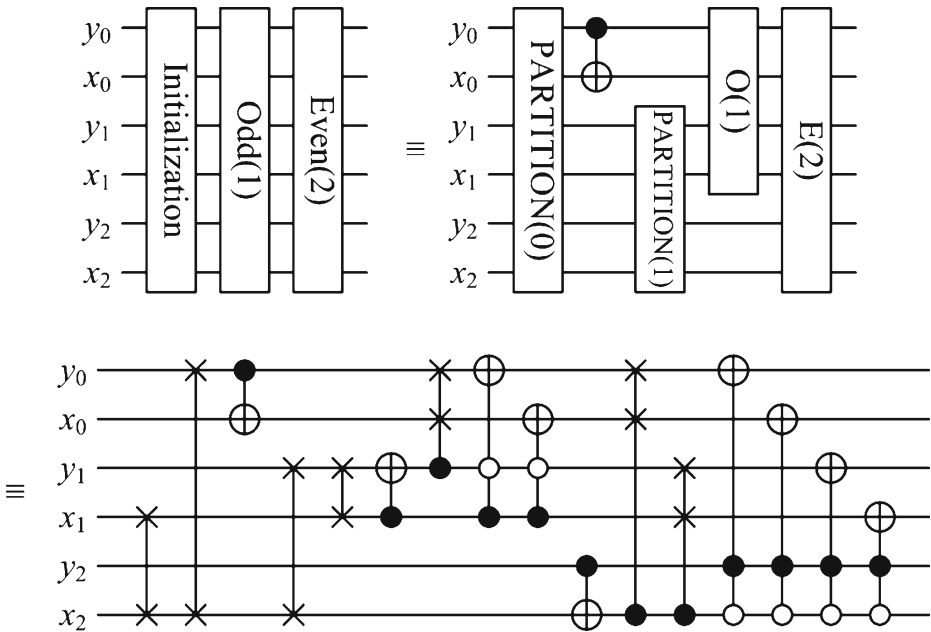 y0 y0
x0 x0
y1 y1
x1 x1
y2 y2
x2 x2
Initialization
Odd(1)
Even(2)
≡
PARTITION(0)
PARTITION(1)
O(1)
E(2)
≡
y0
x0
y1
x1
y2
x2